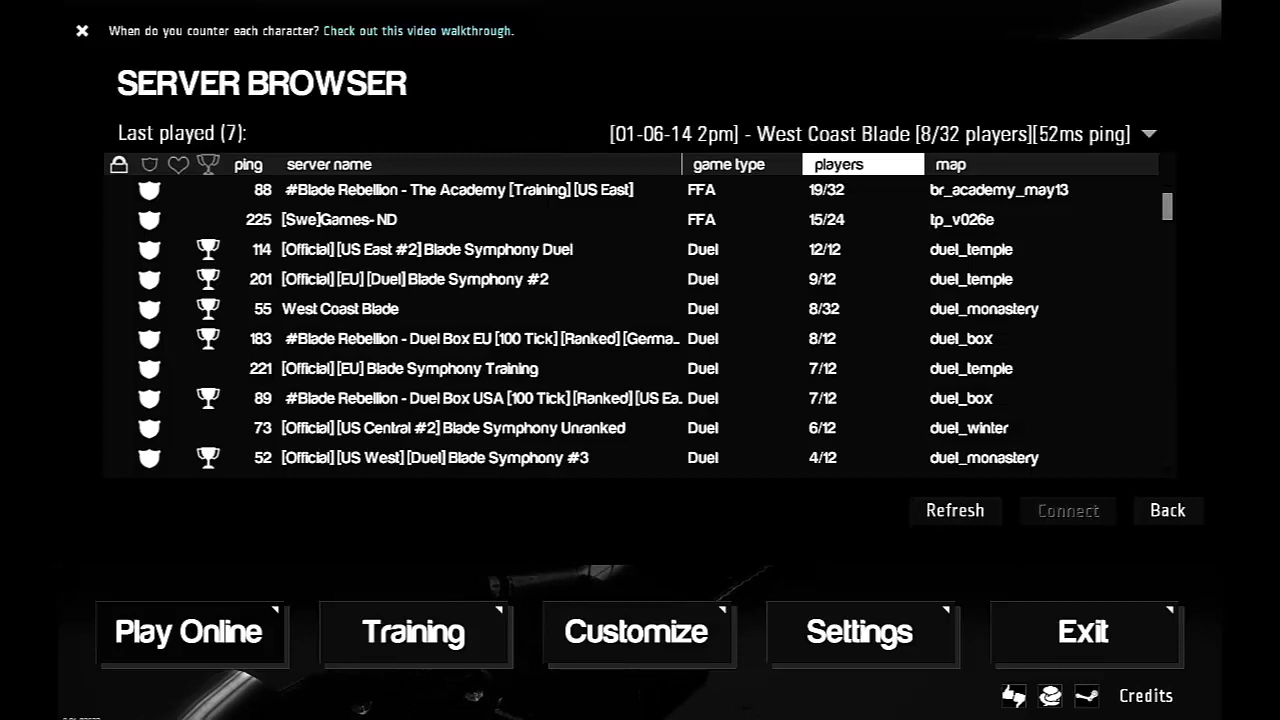 When do you counter each character? Check out this video walkthrough.
SERVER BROWSER
Last played (7): [01-06-14 2pm] - West Coast Blade [8/32 players][52ms ping]
ping server name game type players map
88 #Blade Rebellion - The Academy [Training] [US East] FFA 19/32 br_academy_may13
225 [Swe]Games- ND FFA 15/24 tp_v026e
114 [Official] [US East #2] Blade Symphony Duel Duel 12/12 duel_temple
201 [Official] [EU] [Duel] Blade Symphony #2 Duel 9/12 duel_temple
55 West Coast Blade Duel 8/32 duel_monastery
183 #Blade Rebellion - Duel Box EU [100 Tick] [Ranked] [Germa... Duel 8/12 duel_box
221 [Official] [EU] Blade Symphony Training Duel 7/12 duel_temple
89 #Blade Rebellion - Duel Box USA [100 Tick] [Ranked] [US Ea... Duel 7/12 duel_box
73 [Official] [US Central #2] Blade Symphony Unranked Duel 6/12 duel_winter
52 [Official] [US West] [Duel] Blade Symphony #3 Duel 4/12 duel_monastery
Refresh Connect Back
Play Online Training Customize Settings Exit
Credits